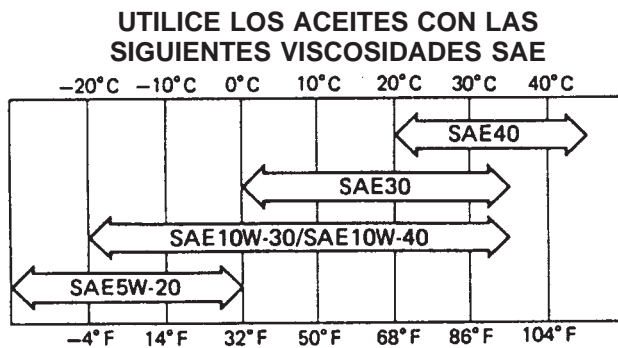 UTILICE LOS ACEITES CON LAS
SIGUIENTES VISCOSIDADES SAE
−20°C −10°C 0°C 10°C 20°C 30°C 40°C
SAE40
SAE30
SAE10W-30/SAE10W-40
SAE5W-20
−4°F 14°F 32°F 50°F 68°F 86°F 104°F